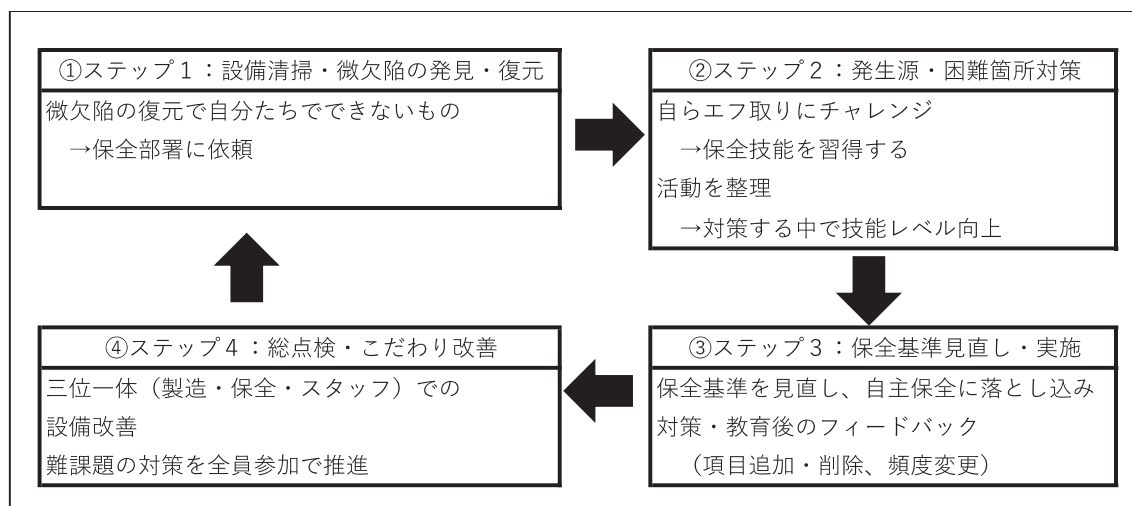 ①ステップ1：設備清掃・微欠陥の発見・復元
微欠陥の復元で自分たちでできないもの
→保全部署に依頼
②ステップ2：発生源・困難箇所対策
自らエフ取りにチャレンジ
→保全技能を習得する
活動を整理
→対策する中で技能レベル向上
③ステップ3：保全基準見直し・実施
保全基準を見直し、自主保全に落とし込み
対策・教育後のフィードバック
（項目追加・削除、頻度変更）
④ステップ4：総点検・こだわり改善
三位一体（製造・保全・スタッフ）での
設備改善
難課題の対策を全員参加で推進